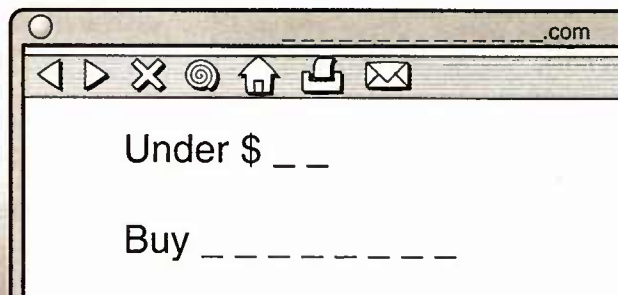 _ _ _ _ _ _ _ _ _ _ _ _ _ _ _.com
Under $ _ _
Buy _ _ _ _ _ _ _ _ _ _